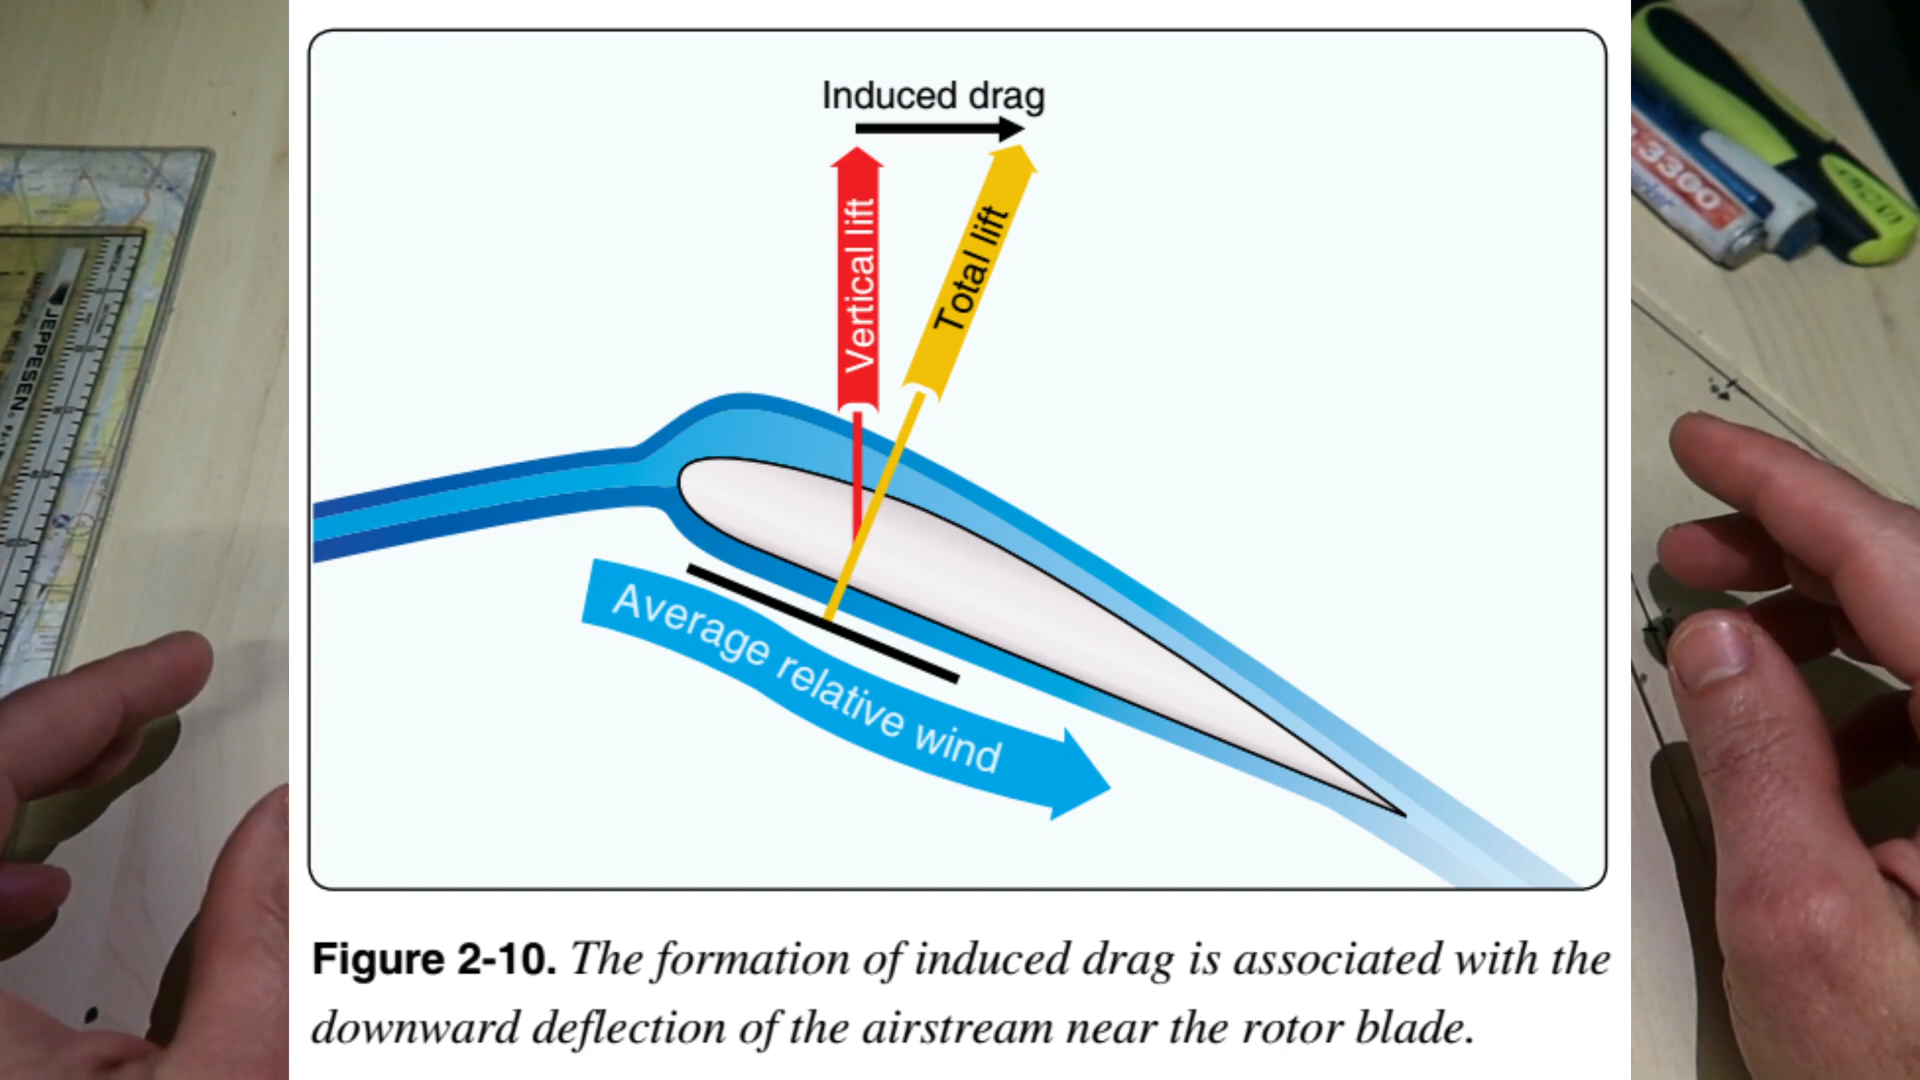 Induced drag
Vertical lift
Total lift
Average relative wind
Figure 2-10. The formation of induced drag is associated with the
downward deflection of the airstream near the rotor blade.
JEPPESEN
3300